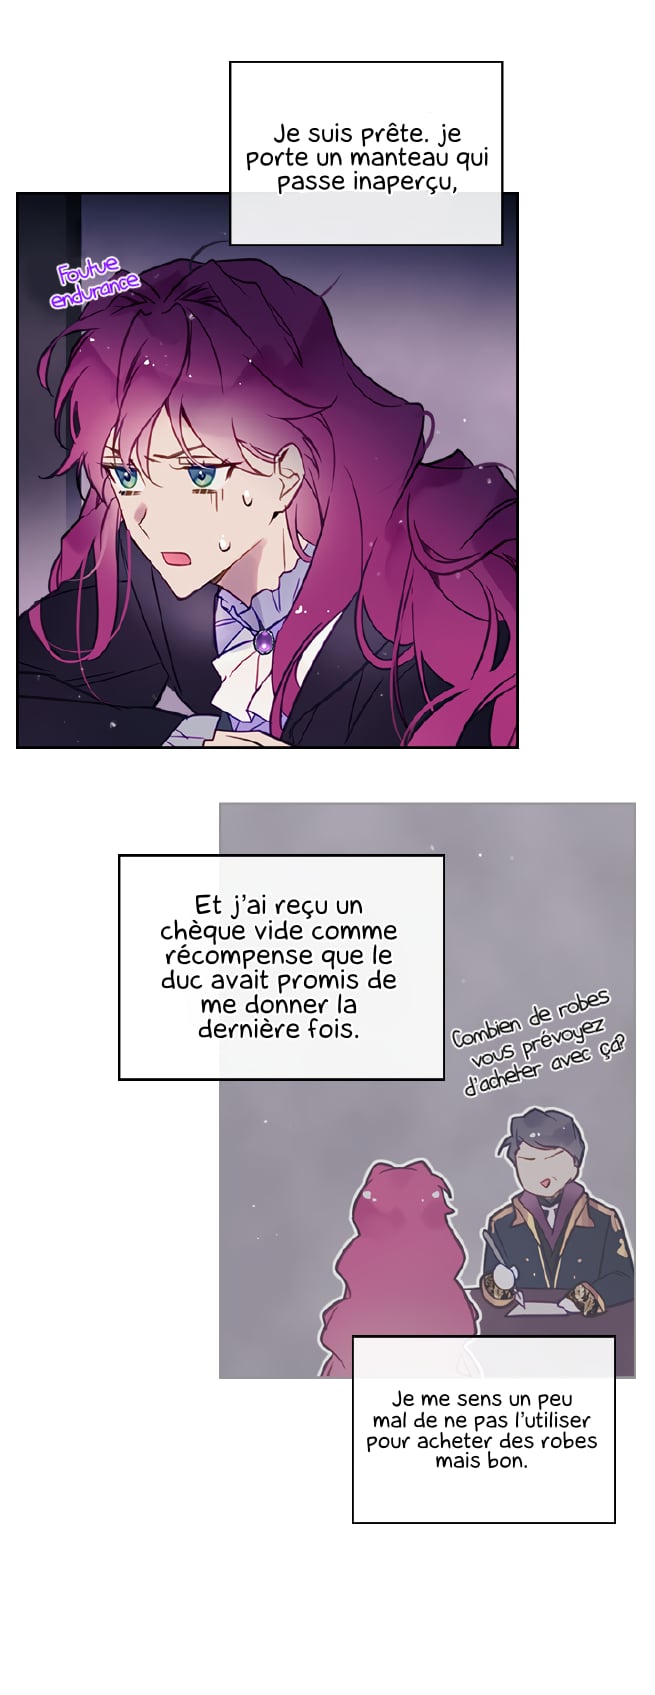 Je suis prête. je
porte un manteau qui
passe inaperçu,
Foutue
endurance
Et j'ai reçu un
chèque vide comme
récompense que le
duc avait promis de
me donner la
dernière fois.
Combien de robes
vous prévoyez
d'acheter avec ça?
Je me sens un peu
mal de ne pas l'utiliser
pour acheter des robes
mais bon.